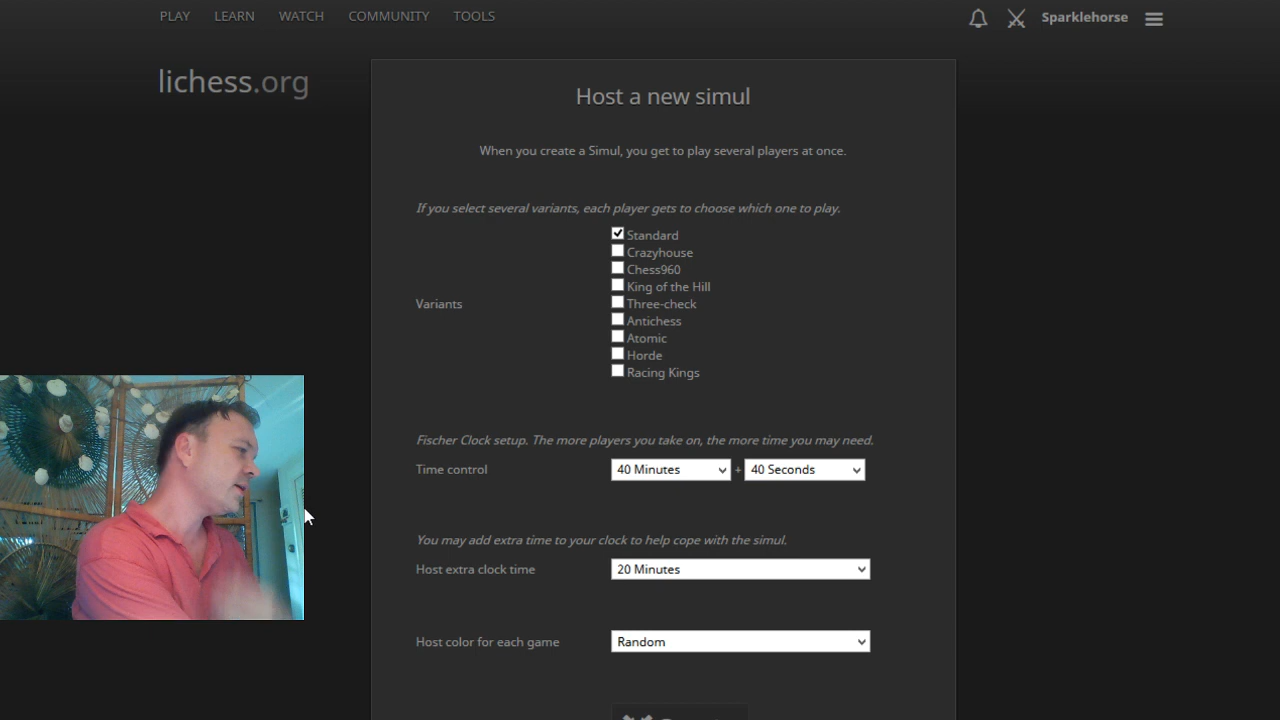 PLAY LEARN WATCH COMMUNITY TOOLS Sparklehorse
lichess.org
Host a new simul
When you create a Simul, you get to play several players at once.
If you select several variants, each player gets to choose which one to play.
Variants
Standard
Crazyhouse
Chess960
King of the Hill
Three-check
Antichess
Atomic
Horde
Racing Kings
Fischer Clock setup. The more players you take on, the more time you may need.
Time control 40 Minutes + 40 Seconds
You may add extra time to your clock to help cope with the simul.
Host extra clock time 20 Minutes
Host color for each game Random